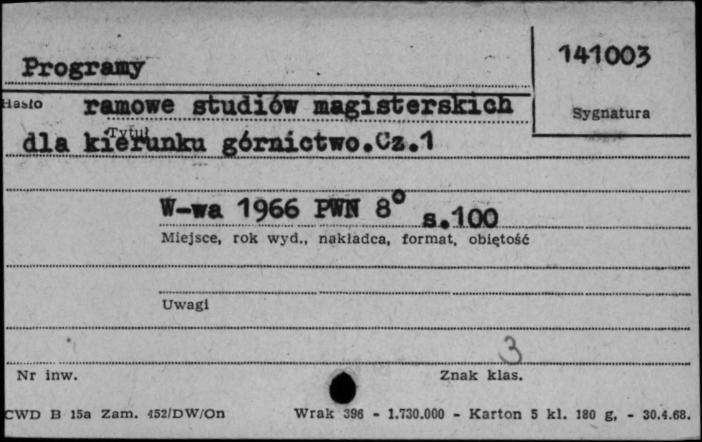 141003
Programy
Hasło
ramowe studiów magisterskich
Sygnatura
Tytuł
dla kierunku górnictwo.Cz.1
W-wa 1966 PWN 8° s.100
Miejsce, rok wyd., nakładca, format, objętość
Uwagi
3
Nr inw.
Znak klas.
CWD B 15a Zam. 452/DW/On Wrak 396 - 1.730.000 - Karton 5 kl. 180 g, - 30.4.68.